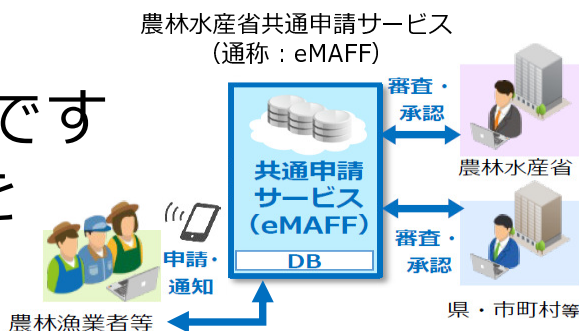 農林水産省共通申請サービス
（通称：eMAFF）
です
と
審査・
承認
農林水産省
共通申請
サービス
（eMAFF）
DB
審査・
承認
県・市町村等
申請・
通知
農林漁業者等